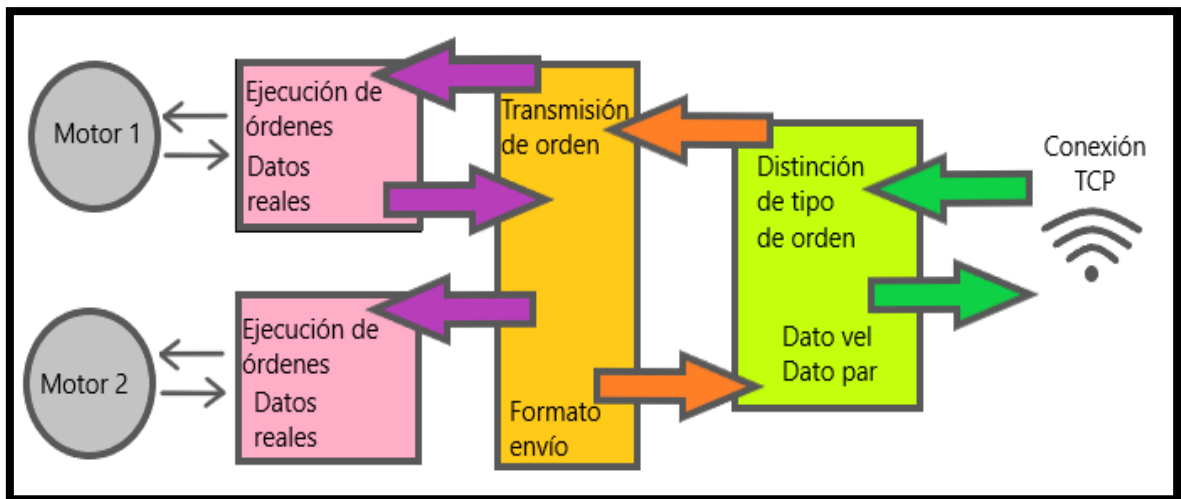 Motor 1
Ejecución de
órdenes
Datos
reales
Motor 2
Ejecución de
órdenes
Datos
reales
Transmisión
de orden
Formato
envío
Distinción
de tipo
de orden
Dato vel
Dato par
Conexión
TCP